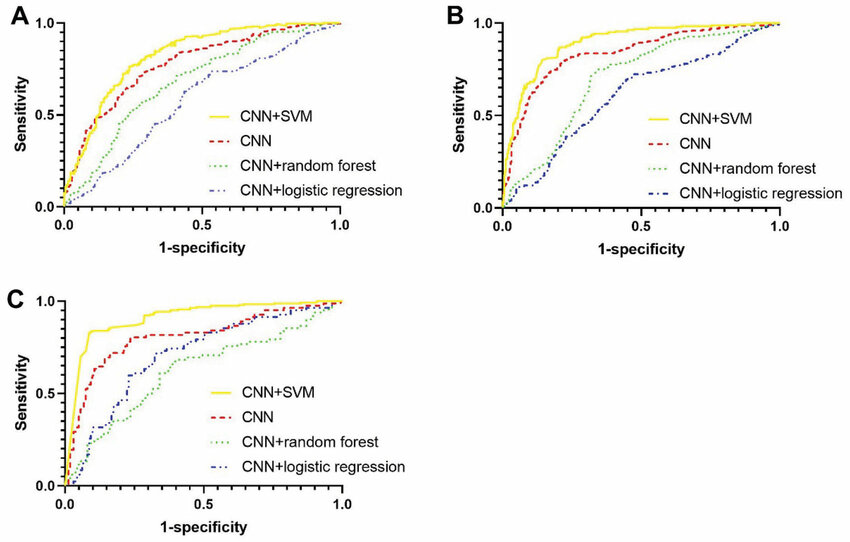 A
1.0
0.5
0.0
Sensitivity
CNN+SVM
CNN
CNN+random forest
CNN+logistic regression
0.0 0.5 1.0
1-specificity
B
1.0
0.5
0.0
Sensitivity
CNN+SVM
CNN
CNN+random forest
CNN+logistic regression
0.0 0.5 1.0
1-specificity
C
1.0
0.5
0.0
Sensitivity
CNN+SVM
CNN
CNN+random forest
CNN+logistic regression
0.0 0.5 1.0
1-specificity